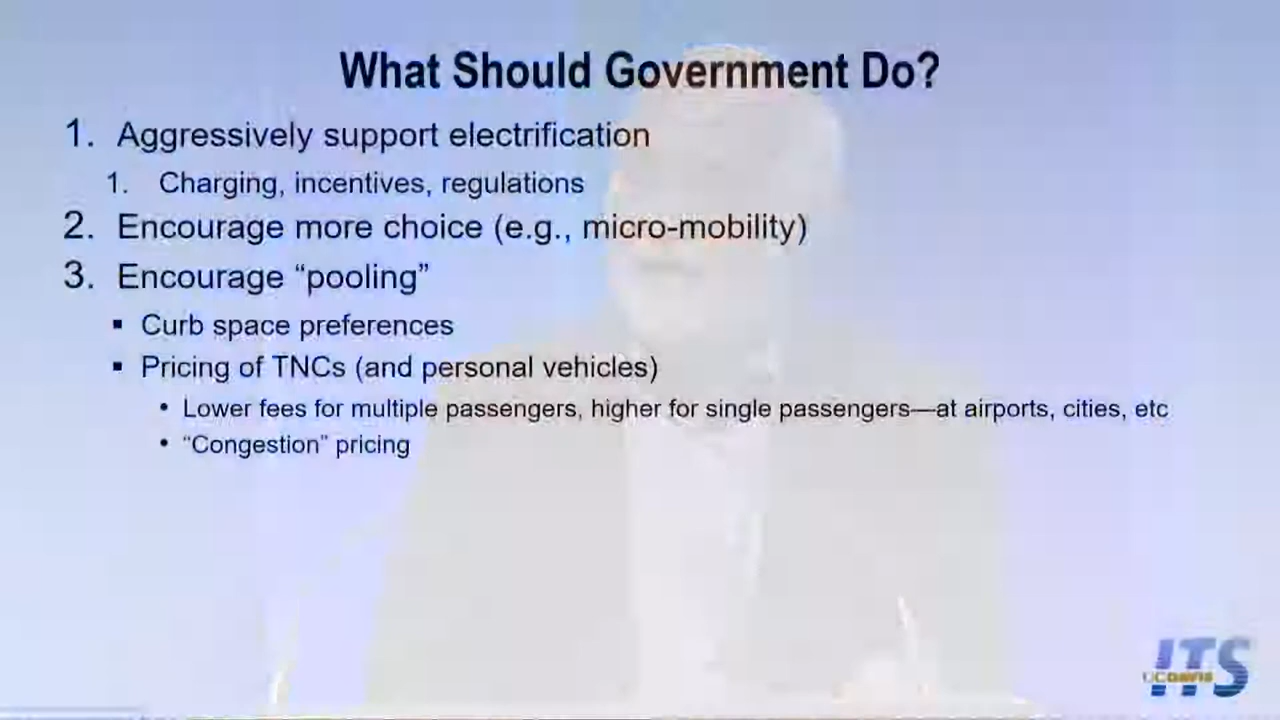 What Should Government Do?
1. Aggressively support electrification
1. Charging, incentives, regulations
2. Encourage more choice (e.g., micro-mobility)
3. Encourage “pooling”
▪ Curb space preferences
▪ Pricing of TNCs (and personal vehicles)
• Lower fees for multiple passengers, higher for single passengers—at airports, cities, etc
• “Congestion” pricing
ITS
UCDAVIS